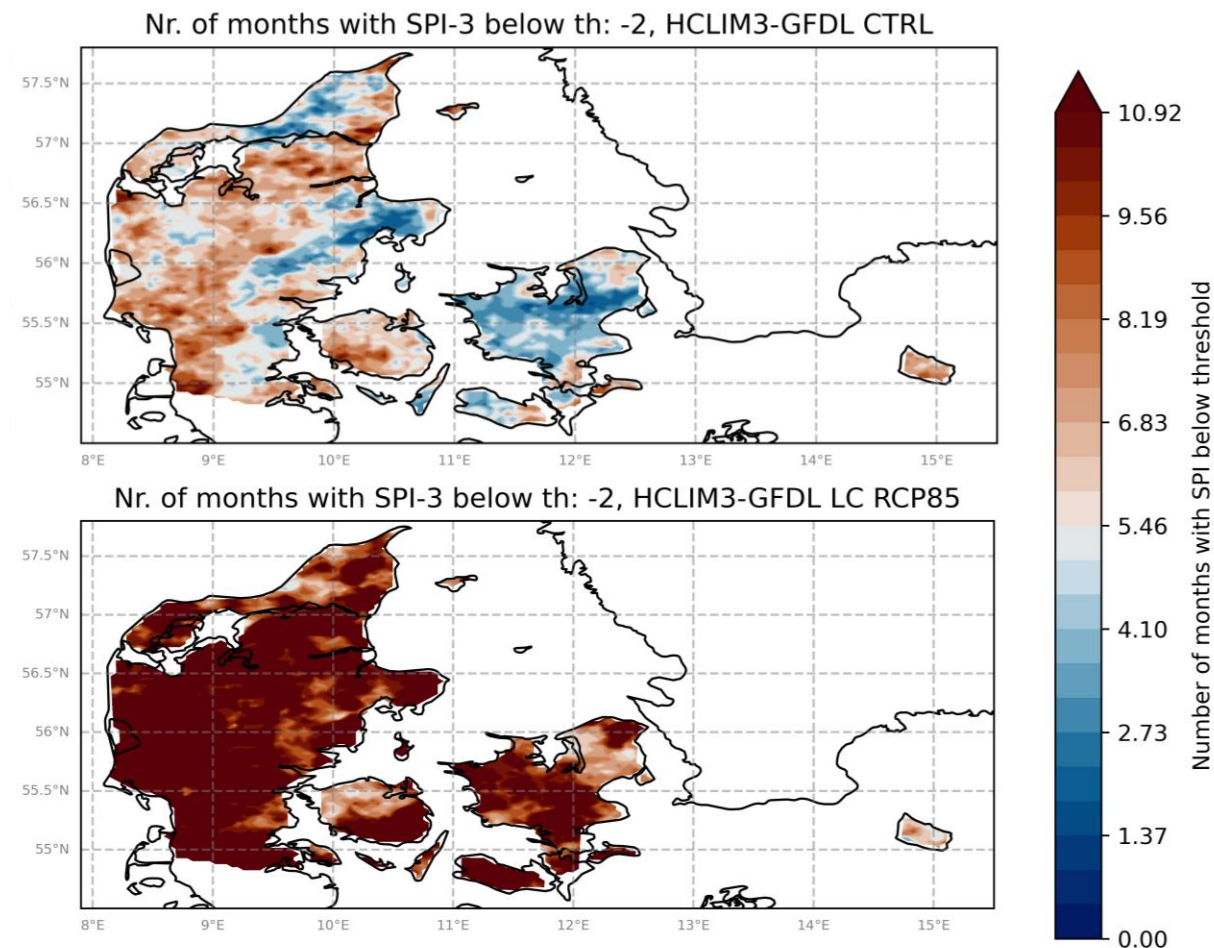 Nr. of months with SPI-3 below th: -2, HCLIM3-GFDL CTRL
57.5°N
57°N
56.5°N
56°N
55.5°N
55°N
8°E 9°E 10°E 11°E 12°E 13°E 14°E 15°E
Nr. of months with SPI-3 below th: -2, HCLIM3-GFDL LC RCP85
57.5°N
57°N
56.5°N
56°N
55.5°N
55°N
8°E 9°E 10°E 11°E 12°E 13°E 14°E 15°E
10.92
9.56
8.19
6.83
5.46
4.10
2.73
1.37
0.00
Number of months with SPI below threshold